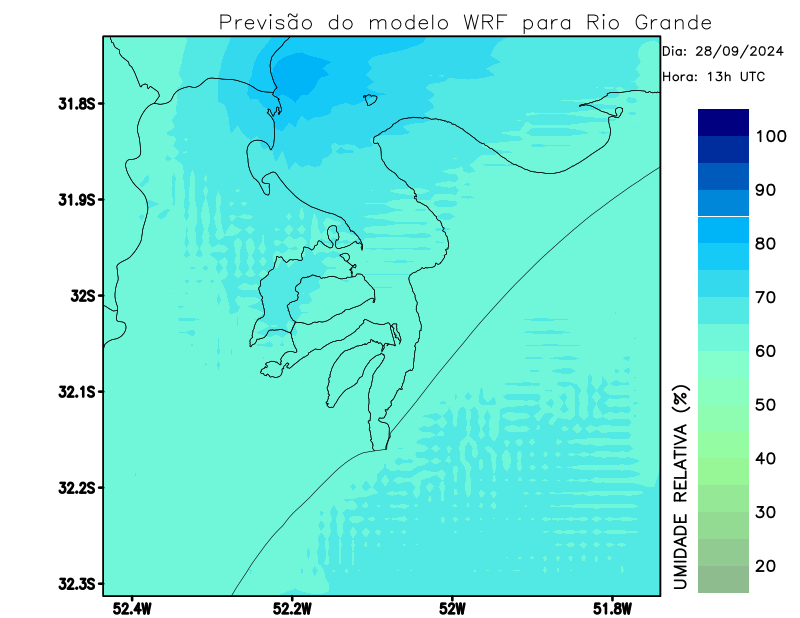 Previsão do modelo WRF para Rio Grande
Dia: 28/09/2024
Hora: 13h UTC
31.8S
31.9S
32S
32.1S
32.2S
32.3S
52.4W
52.2W
52W
51.8W
UMIDADE RELATIVA (%)
100
90
80
70
60
50
40
30
20